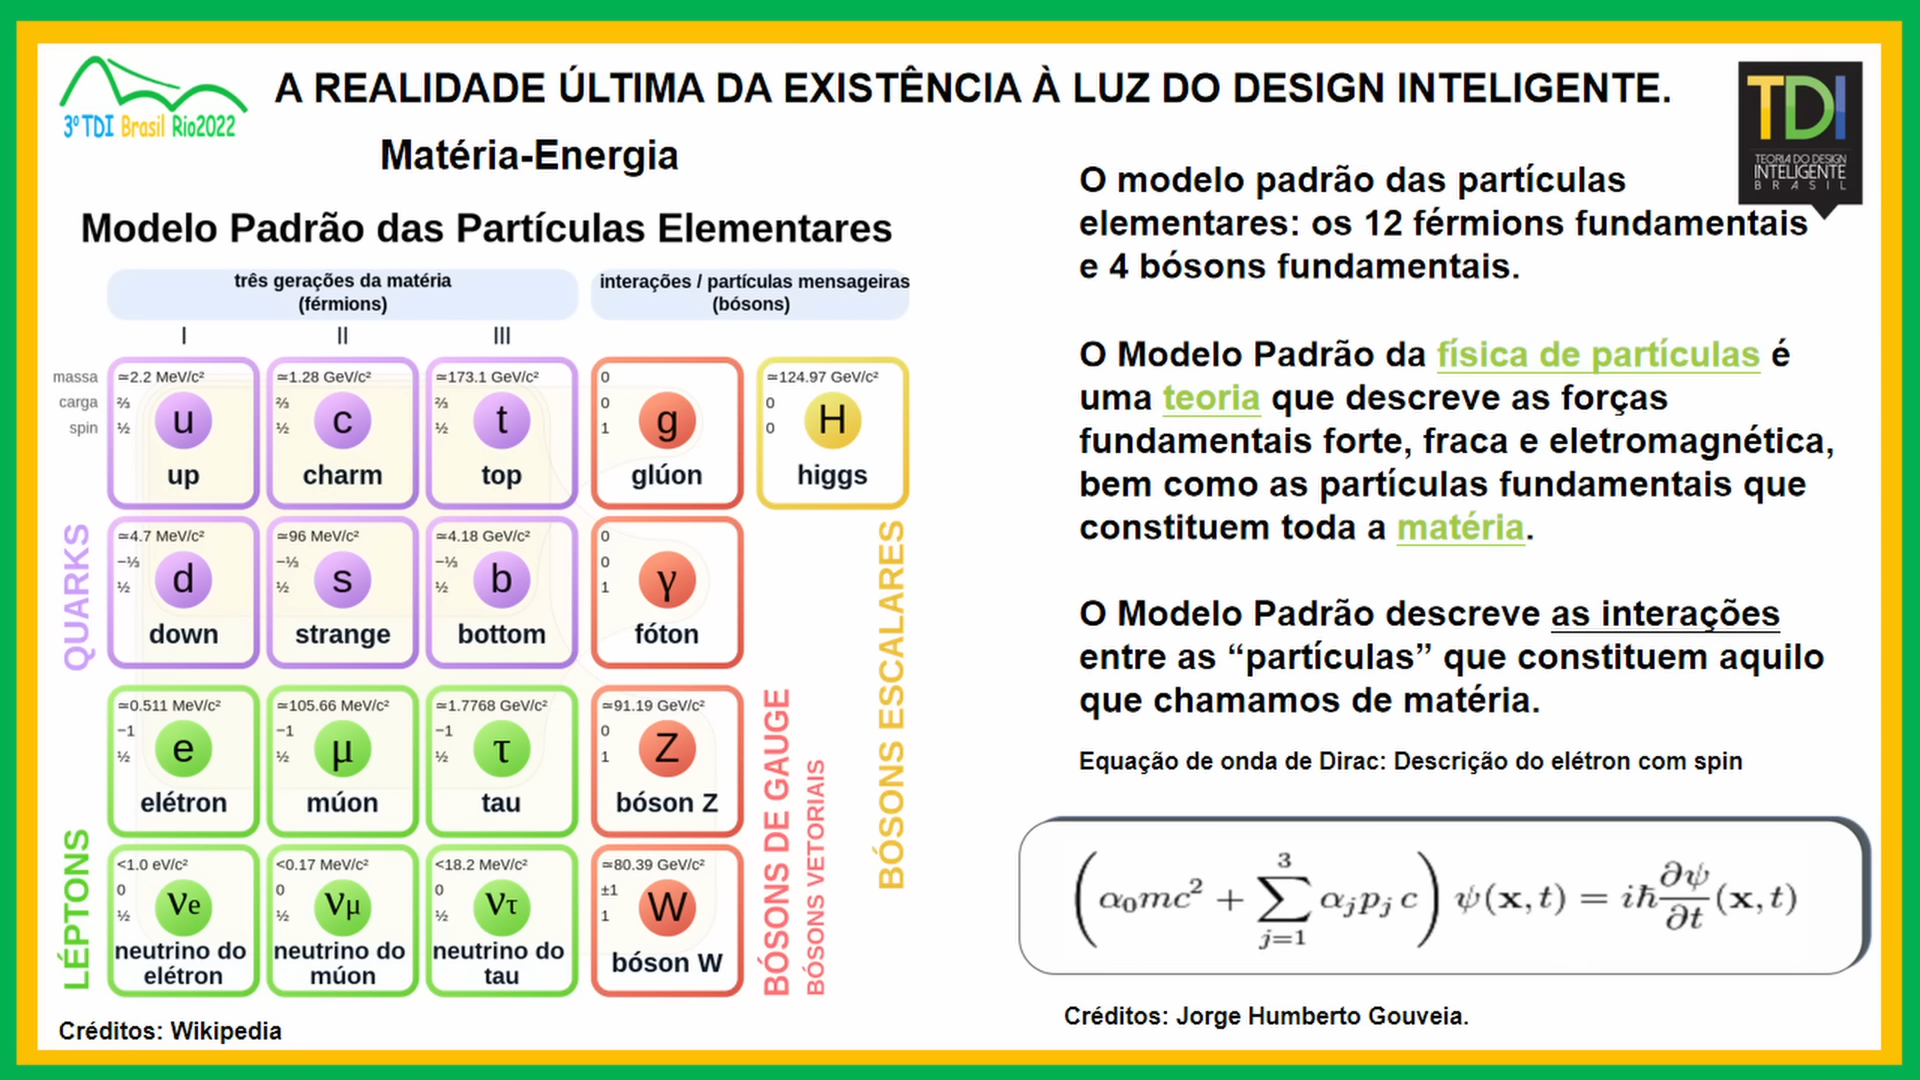 A REALIDADE ÚLTIMA DA EXISTÊNCIA À LUZ DO DESIGN INTELIGENTE.
3º TDI Brasil Rio2022
TDI
TEORIA DO DESIGN
INTELIGENTE
BRASIL
Matéria-Energia
Modelo Padrão das Partículas Elementares
três gerações da matéria
(férmions)
interações / partículas mensageiras
(bósons)
I II III
massa
carga
spin
≃2.2 MeV/c²
⅔
½
u
up
≃1.28 GeV/c²
⅔
½
c
charm
≃173.1 GeV/c²
⅔
½
t
top
0
0
1
g
glúon
≃124.97 GeV/c²
0
0
H
higgs
QUARKS
≃4.7 MeV/c²
−⅓
½
d
down
≃96 MeV/c²
−⅓
½
s
strange
≃4.18 GeV/c²
−⅓
½
b
bottom
0
0
1
γ
fóton
LÉPTONS
≃0.511 MeV/c²
−1
½
e
elétron
≃105.66 MeV/c²
−1
½
μ
múon
≃1.7768 GeV/c²
−1
½
τ
tau
≃91.19 GeV/c²
0
1
Z
bóson Z
<1.0 eV/c²
0
½
νe
neutrino do
elétron
<0.17 MeV/c²
0
½
νμ
neutrino do
múon
<18.2 MeV/c²
0
½
ντ
neutrino do
tau
≃80.39 GeV/c²
±1
1
W
bóson W
BÓSONS DE GAUGE
BÓSONS VETORIAIS
BÓSONS ESCALARES
Créditos: Wikipedia
O modelo padrão das partículas
elementares: os 12 férmions fundamentais
e 4 bósons fundamentais.
O Modelo Padrão da física de partículas é
uma teoria que descreve as forças
fundamentais forte, fraca e eletromagnética,
bem como as partículas fundamentais que
constituem toda a matéria.
O Modelo Padrão descreve as interações
entre as “partículas” que constituem aquilo
que chamamos de matéria.
Equação de onda de Dirac: Descrição do elétron com spin
(α₀mc² + ∑³ⱼ₌₁ αⱼpⱼ c) ψ(x, t) = iħ ∂ψ/∂t (x, t)
Créditos: Jorge Humberto Gouveia.